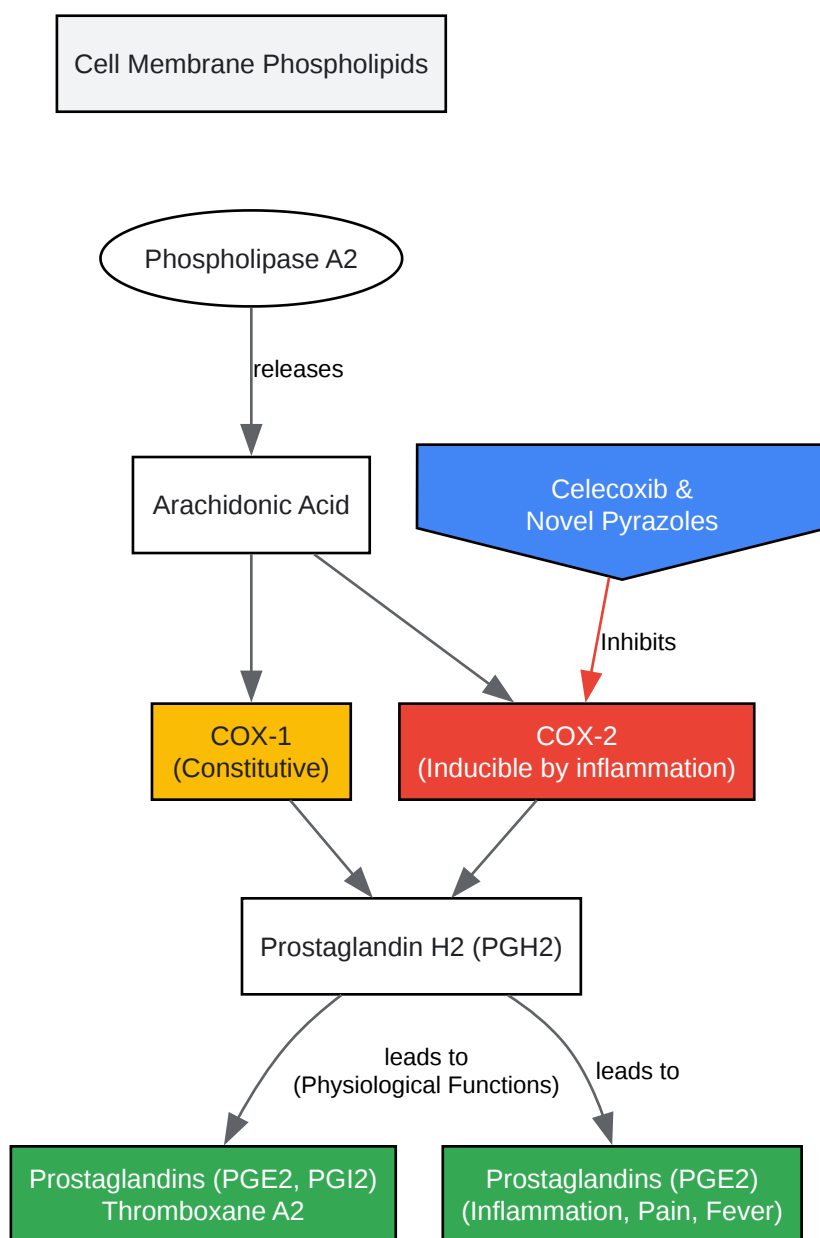 Cell Membrane Phospholipids
Phospholipase A2
releases
Arachidonic Acid
Celecoxib &
Novel Pyrazoles
Inhibits
COX-1
(Constitutive)
COX-2
(Inducible by inflammation)
Prostaglandin H2 (PGH2)
leads to
(Physiological Functions)
leads to
Prostaglandins (PGE2, PGI2)
Thromboxane A2
Prostaglandins (PGE2)
(Inflammation, Pain, Fever)